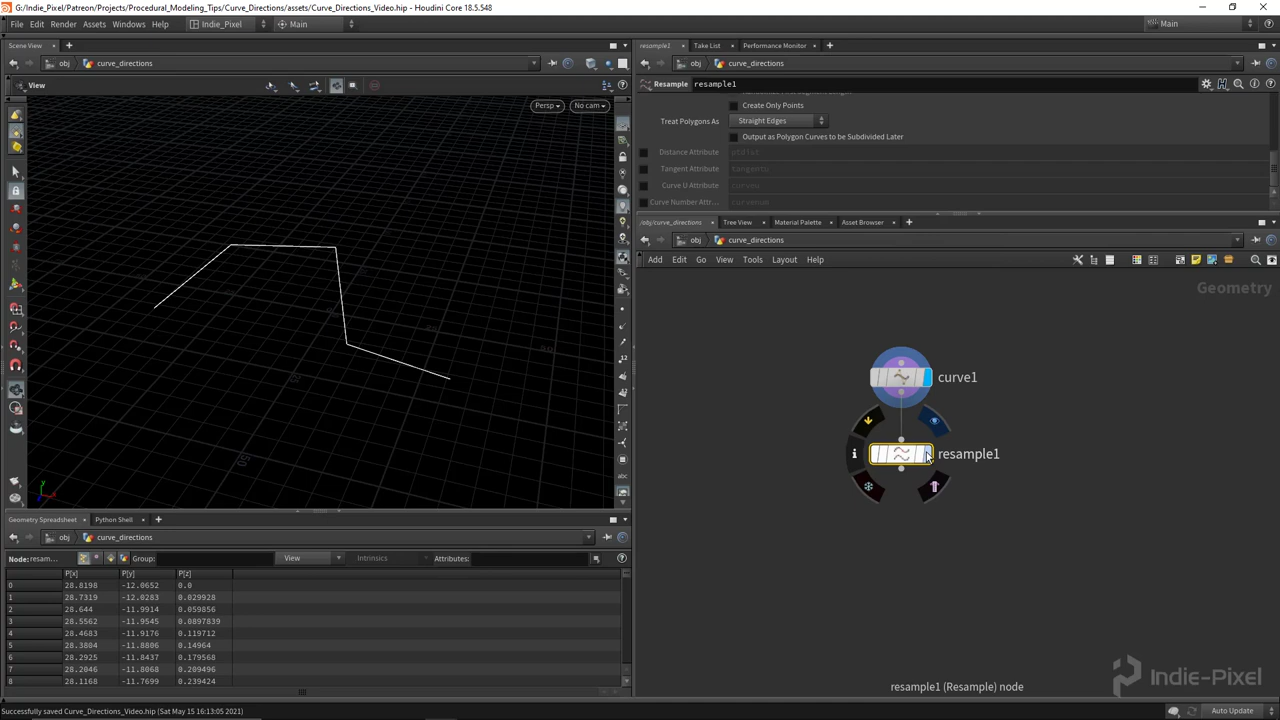 G:/Indie_Pixel/Patreon/Projects/Procedural_Modeling_Tips/Curve_Directions/assets/Curve_Directions_Video.hip - Houdini Core 18.5.548
File Edit Render Assets Windows Help Indie_Pixel Main Main
Scene View
obj curve_directions
View
Persp No cam
resample1 Take List Performance Monitor
obj curve_directions
Resample resample1
Create Only Points
Treat Polygons As Straight Edges
Output as Polygon Curves to be Subdivided Later
Distance Attribute ptdist
Tangent Attribute tangentu
Curve U Attribute curveu
Curve Number Attr... curvenum
/obj/curve_directions Tree View Material Palette Asset Browser
obj curve_directions
Add Edit Go View Tools Layout Help
Geometry
curve1
resample1
resample1 (Resample) node
Indie-Pixel
Geometry Spreadsheet Python Shell
obj curve_directions
Node: resam... Group: View Intrinsics Attributes:
P[x] P[y] P[z]
0 28.8198 -12.0652 0.0
1 28.7319 -12.0283 0.029928
2 28.644 -11.9914 0.059856
3 28.5562 -11.9545 0.0897839
4 28.4683 -11.9176 0.119712
5 28.3804 -11.8806 0.14964
6 28.2925 -11.8437 0.179568
7 28.2046 -11.8068 0.209496
8 28.1168 -11.7699 0.239424
Successfully saved Curve_Directions_Video.hip (Sat May 15 16:13:05 2021)
Auto Update